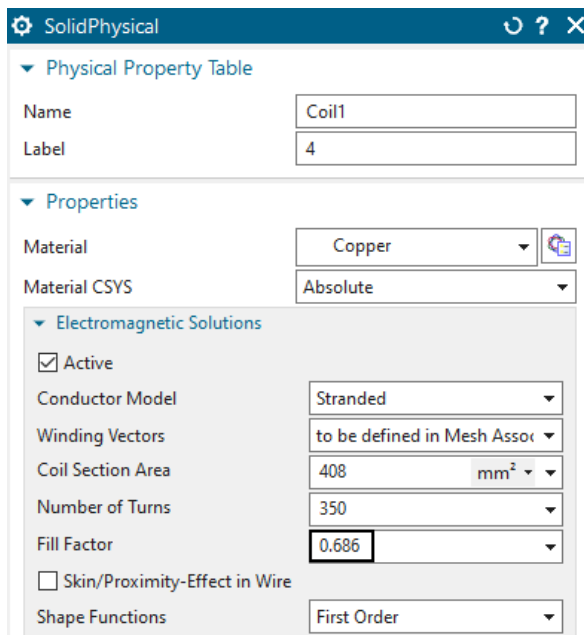 SolidPhysical
Physical Property Table
Name Coil1
Label 4
Properties
Material Copper
Material CSYS Absolute
Electromagnetic Solutions
Active
Conductor Model Stranded
Winding Vectors to be defined in Mesh Assoc
Coil Section Area 408 mm²
Number of Turns 350
Fill Factor 0.686
Skin/Proximity-Effect in Wire
Shape Functions First Order